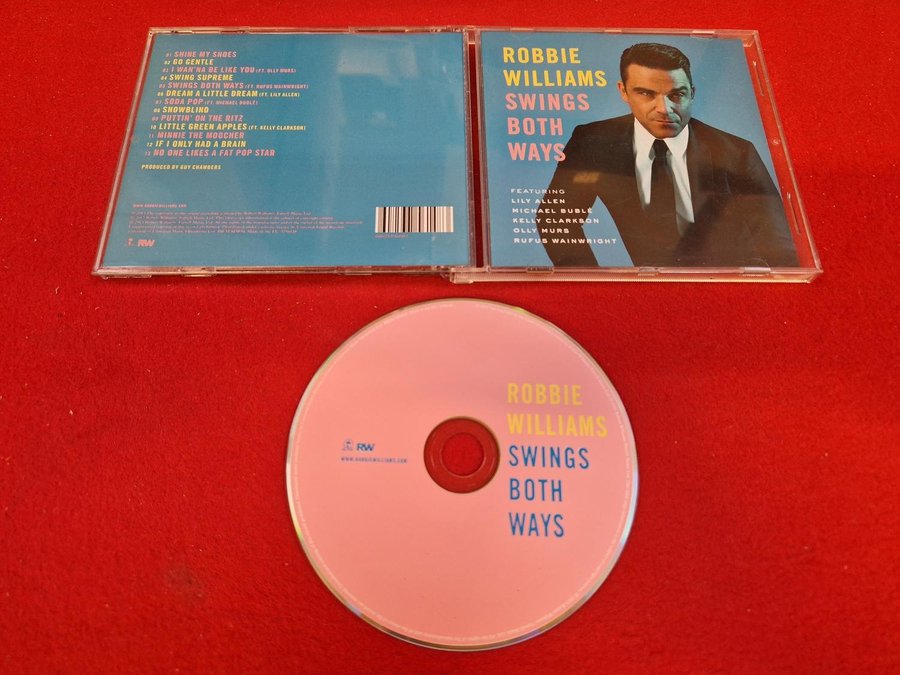 01 SHINE MY SHOES
02 GO GENTLE
03 I WAN'NA BE LIKE YOU (FT. OLLY MURS)
04 SWING SUPREME
05 SWINGS BOTH WAYS (FT. RUFUS WAINWRIGHT)
06 DREAM A LITTLE DREAM (FT. LILY ALLEN)
07 SODA POP (FT. MICHAEL BUBLÉ)
08 SNOWBLIND
09 PUTTIN' ON THE RITZ
10 LITTLE GREEN APPLES (FT. KELLY CLARKSON)
11 MINNIE THE MOOCHER
12 IF I ONLY HAD A BRAIN
13 NO ONE LIKES A FAT POP STAR
PRODUCED BY GUY CHAMBERS
WWW.ROBBIEWILLIAMS.COM
RW
ROBBIE
WILLIAMS
SWINGS
BOTH
WAYS
FEATURING
LILY ALLEN
MICHAEL BUBLÉ
KELLY CLARKSON
OLLY MURS
RUFUS WAINWRIGHT
ROBBIE
WILLIAMS
SWINGS
BOTH
WAYS
RW
WWW.ROBBIEWILLIAMS.COM